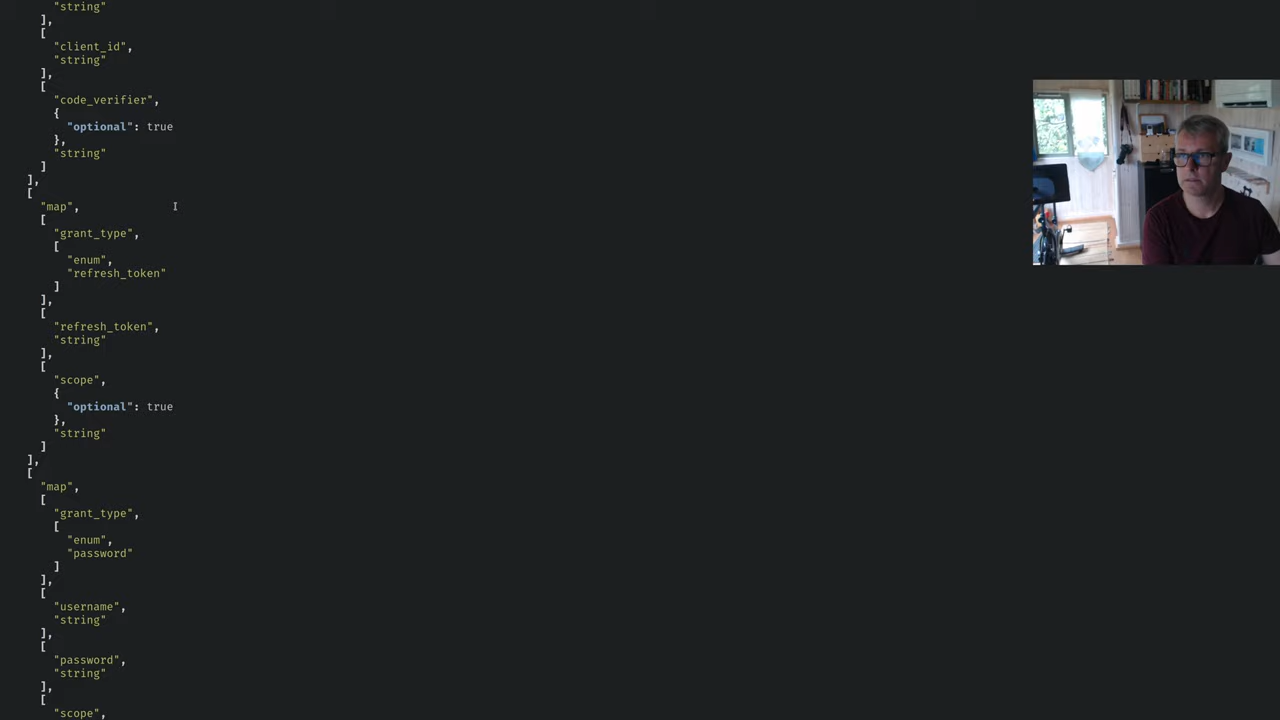 "string"
],
[
"client_id",
"string"
],
[
"code_verifier",
{
"optional": true
},
"string"
]
],
[
"map",
[
"grant_type",
[
"enum",
"refresh_token"
]
],
[
"refresh_token",
"string"
],
[
"scope",
{
"optional": true
},
"string"
]
],
[
"map",
[
"grant_type",
[
"enum",
"password"
]
],
[
"username",
"string"
],
[
"password",
"string"
],
[
"scope",